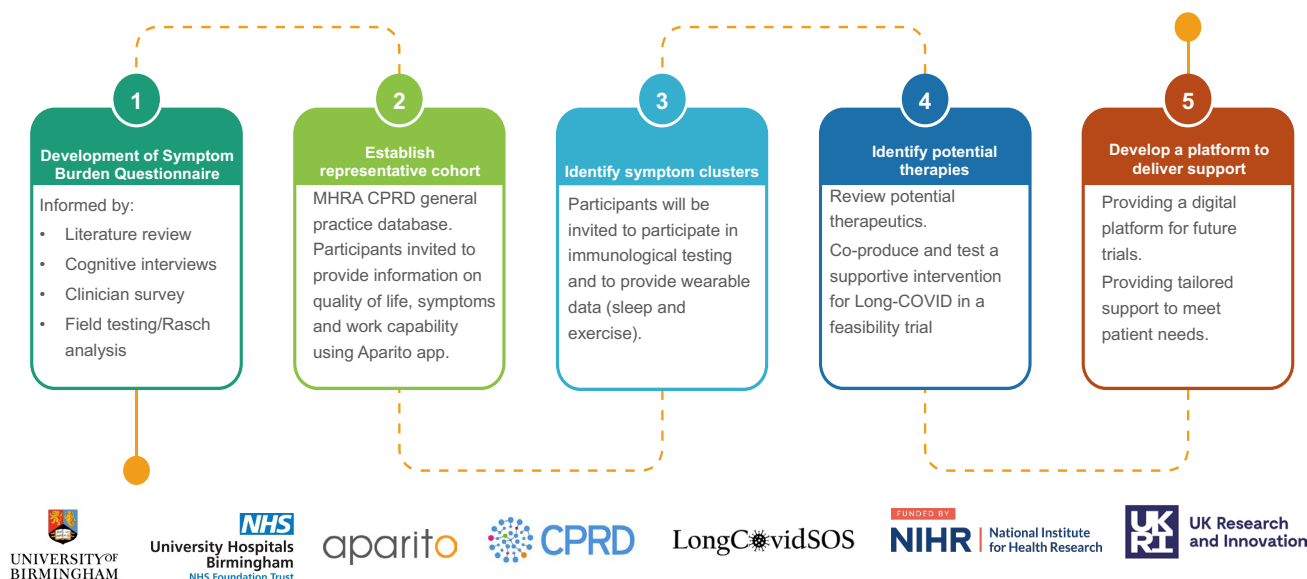 1
Development of Symptom
Burden Questionnaire
Informed by:
• Literature review
• Cognitive interviews
• Clinician survey
• Field testing/Rasch
analysis
2
Establish
representative cohort
MHRA CPRD general
practice database.
Participants invited to
provide information on
quality of life, symptoms
and work capability
using Aparito app.
3
Identify symptom clusters
Participants will be
invited to participate in
immunological testing
and to provide wearable
data (sleep and
exercise).
4
Identify potential
therapies
Review potential
therapeutics.
Co-produce and test a
supportive intervention
for Long-COVID in a
feasibility trial
5
Develop a platform to
deliver support
Providing a digital
platform for future
trials.
Providing tailored
support to meet
patient needs.
UNIVERSITY OF
BIRMINGHAM
NHS
University Hospitals
Birmingham
NHS Foundation Trust
aparito
CPRD
LongCovidSOS
FUNDED BY
NIHR
National Institute
for Health Research
UK
RI
UK Research
and Innovation